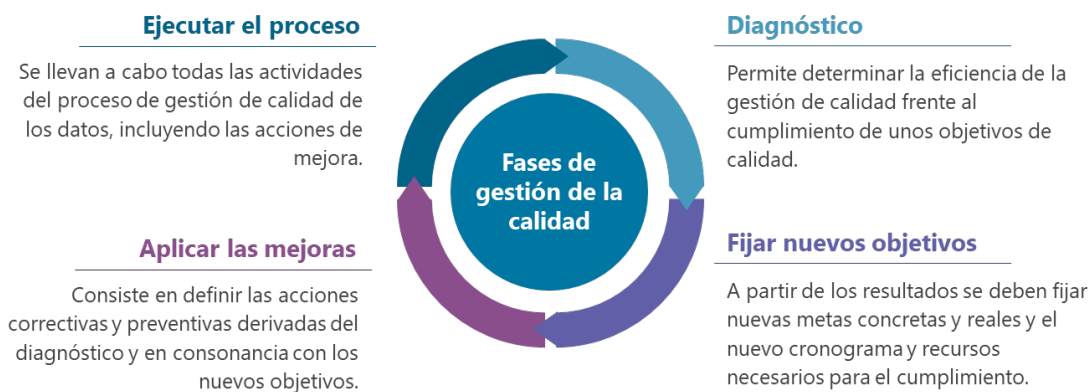 Ejecutar el proceso
Se llevan a cabo todas las actividades
del proceso de gestión de calidad de
los datos, incluyendo las acciones de
mejora.
Diagnóstico
Permite determinar la eficiencia de la
gestión de calidad frente al
cumplimiento de unos objetivos de
calidad.
Fases de
gestión de la
calidad
Aplicar las mejoras
Consiste en definir las acciones
correctivas y preventivas derivadas del
diagnóstico y en consonancia con los
nuevos objetivos.
Fijar nuevos objetivos
A partir de los resultados se deben fijar
nuevas metas concretas y reales y el
nuevo cronograma y recursos
necesarios para el cumplimiento.